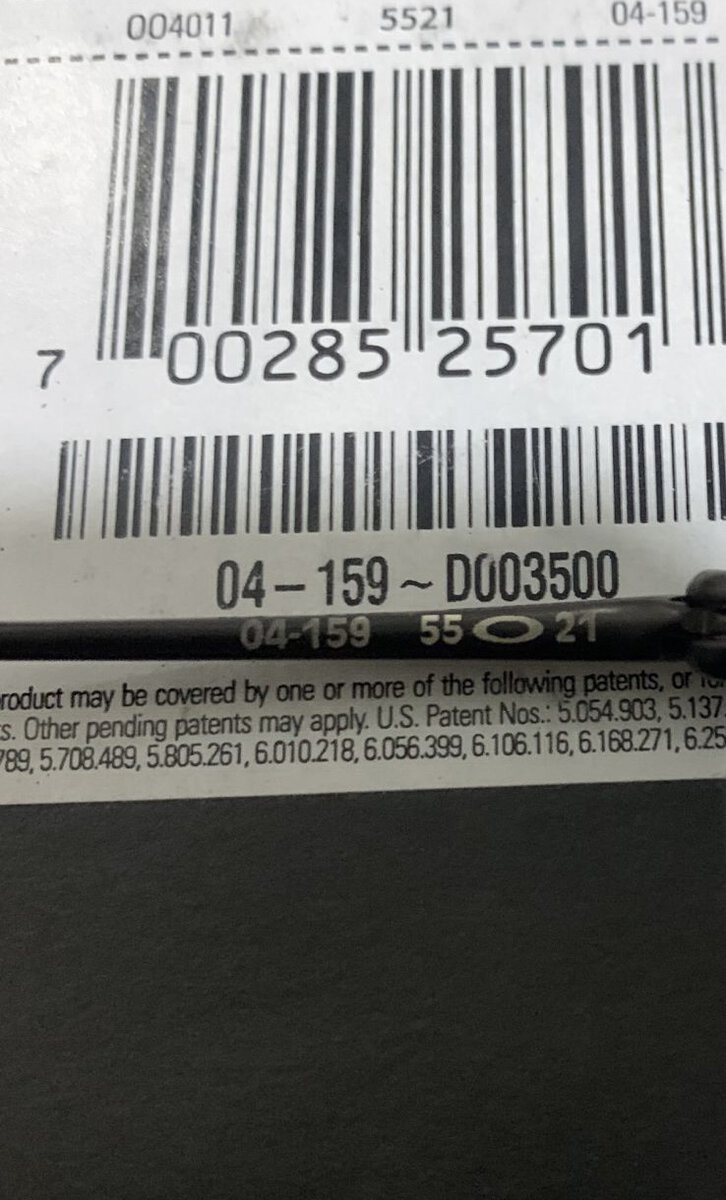 004011 5521 04-159
7 00285 25701
04-159~D003500
04-159 55 21
roduct may be covered by one or more of the following patents, or
s. Other pending patents may apply. U.S. Patent Nos.: 5.054.903, 5.137.
789, 5.708.489, 5.805.261, 6.010.218, 6.056.399, 6.106.116, 6.168.271, 6.25